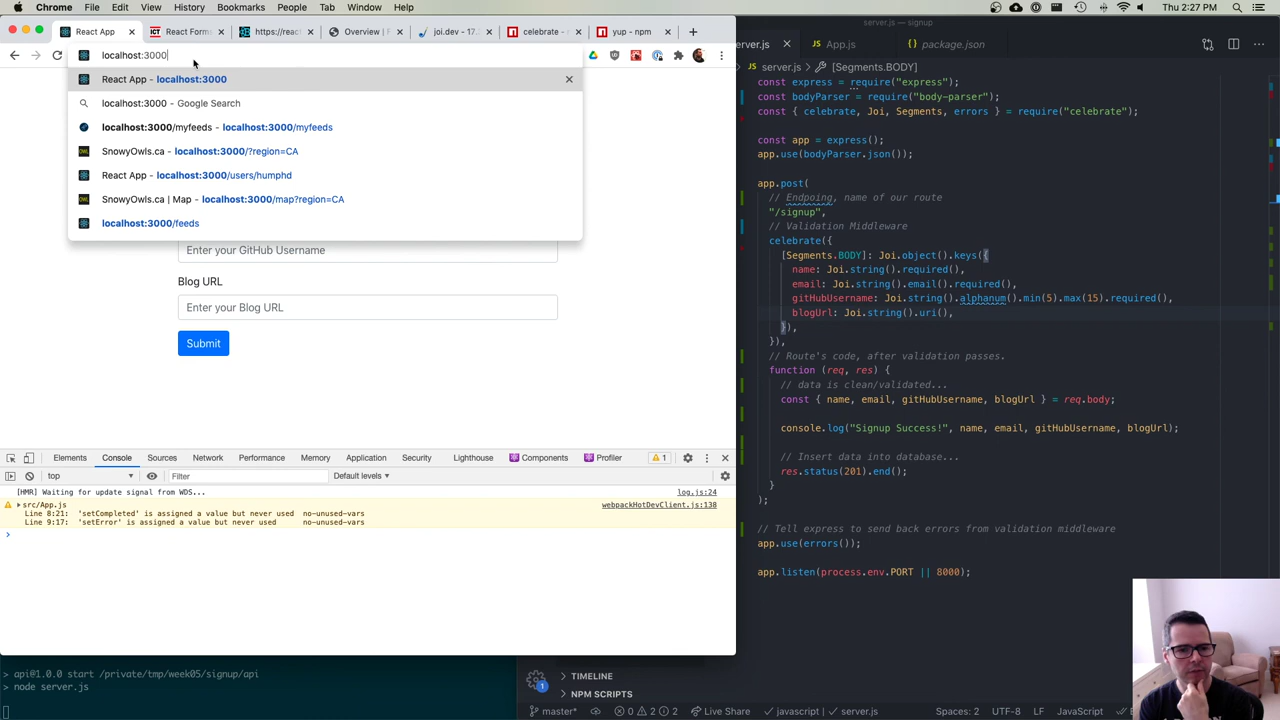 Chrome File Edit View History Bookmarks People Tab Window Help
Thu 2:27 PM
React App
React Form
https://react
Overview | F
joi.dev - 17.
celebrate - n
yup - npm
localhost:3000
React App - localhost:3000
localhost:3000 - Google Search
localhost:3000/myfeeds - localhost:3000/myfeeds
SnowyOwls.ca - localhost:3000/?region=CA
React App - localhost:3000/users/humphd
SnowyOwls.ca | Map - localhost:3000/map?region=CA
localhost:3000/feeds
Enter your GitHub Username
Blog URL
Enter your Blog URL
Submit
Elements Console Sources Network Performance Memory Application Security Lighthouse Components Profiler 1
top Filter Default levels
[HMR] Waiting for update signal from WDS... log.js:24
src/App.js webpackHotDevClient.js:138
Line 8:21: 'setCompleted' is assigned a value but never used no-unused-vars
Line 9:17: 'setError' is assigned a value but never used no-unused-vars
> api@1.0.0 start /private/tmp/week05/signup/api
> node server.js
server.js — signup
erver.js App.js package.json
server.js > [Segments.BODY]
const express = require("express");
const bodyParser = require("body-parser");
const { celebrate, Joi, Segments, errors } = require("celebrate");
const app = express();
app.use(bodyParser.json());
app.post(
// Endpoing, name of our route
"/signup",
// Validation Middleware
celebrate({
[Segments.BODY]: Joi.object().keys({
name: Joi.string().required(),
email: Joi.string().email().required(),
gitHubUsername: Joi.string().alphanum().min(5).max(15).required(),
blogUrl: Joi.string().uri(),
}),
}),
// Route's code, after validation passes.
function (req, res) {
// data is clean/validated...
const { name, email, gitHubUsername, blogUrl } = req.body;
console.log("Signup Success!", name, email, gitHubUsername, blogUrl);
// Insert data into database...
res.status(201).end();
}
);
// Tell express to send back errors from validation middleware
app.use(errors());
app.listen(process.env.PORT || 8000);
1
TIMELINE
NPM SCRIPTS
master* 0 2 2 Live Share javascript | server.js Spaces: 2 UTF-8 LF JavaScript